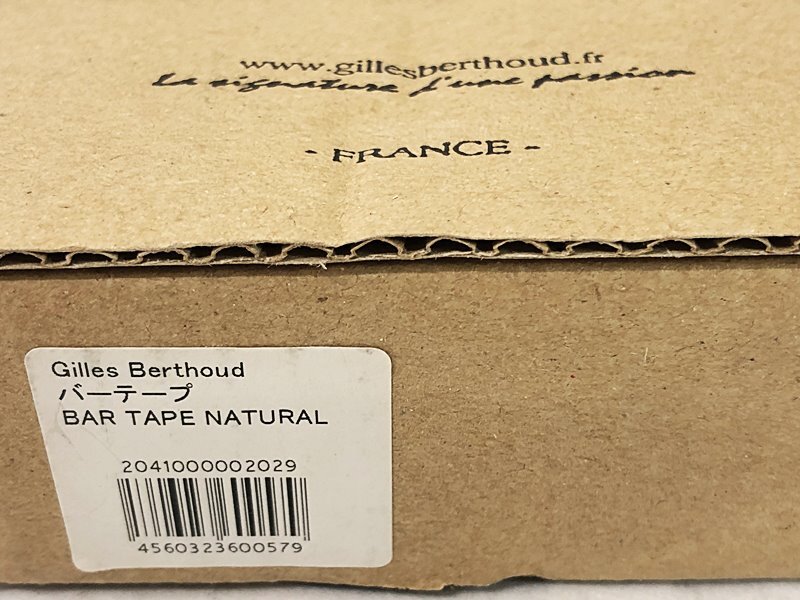 www.gillesberthoud.fr
La signature d'une passion
- FRANCE -
Gilles Berthoud
バーテープ
BAR TAPE NATURAL
2041000002029
4560323600579